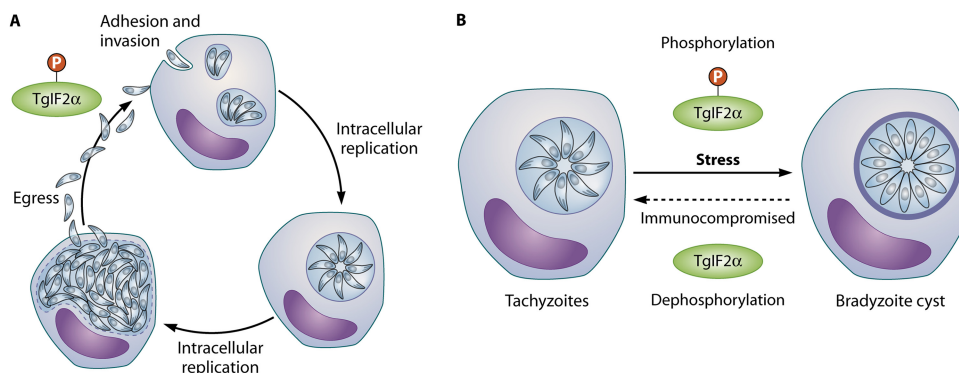 A
Adhesion and
invasion
P
TgIF2α
Intracellular
replication
Egress
Intracellular
replication
B
Phosphorylation
P
TgIF2α
Stress
Immunocompromised
TgIF2α
Tachyzoites
Dephosphorylation
Bradyzoite cyst